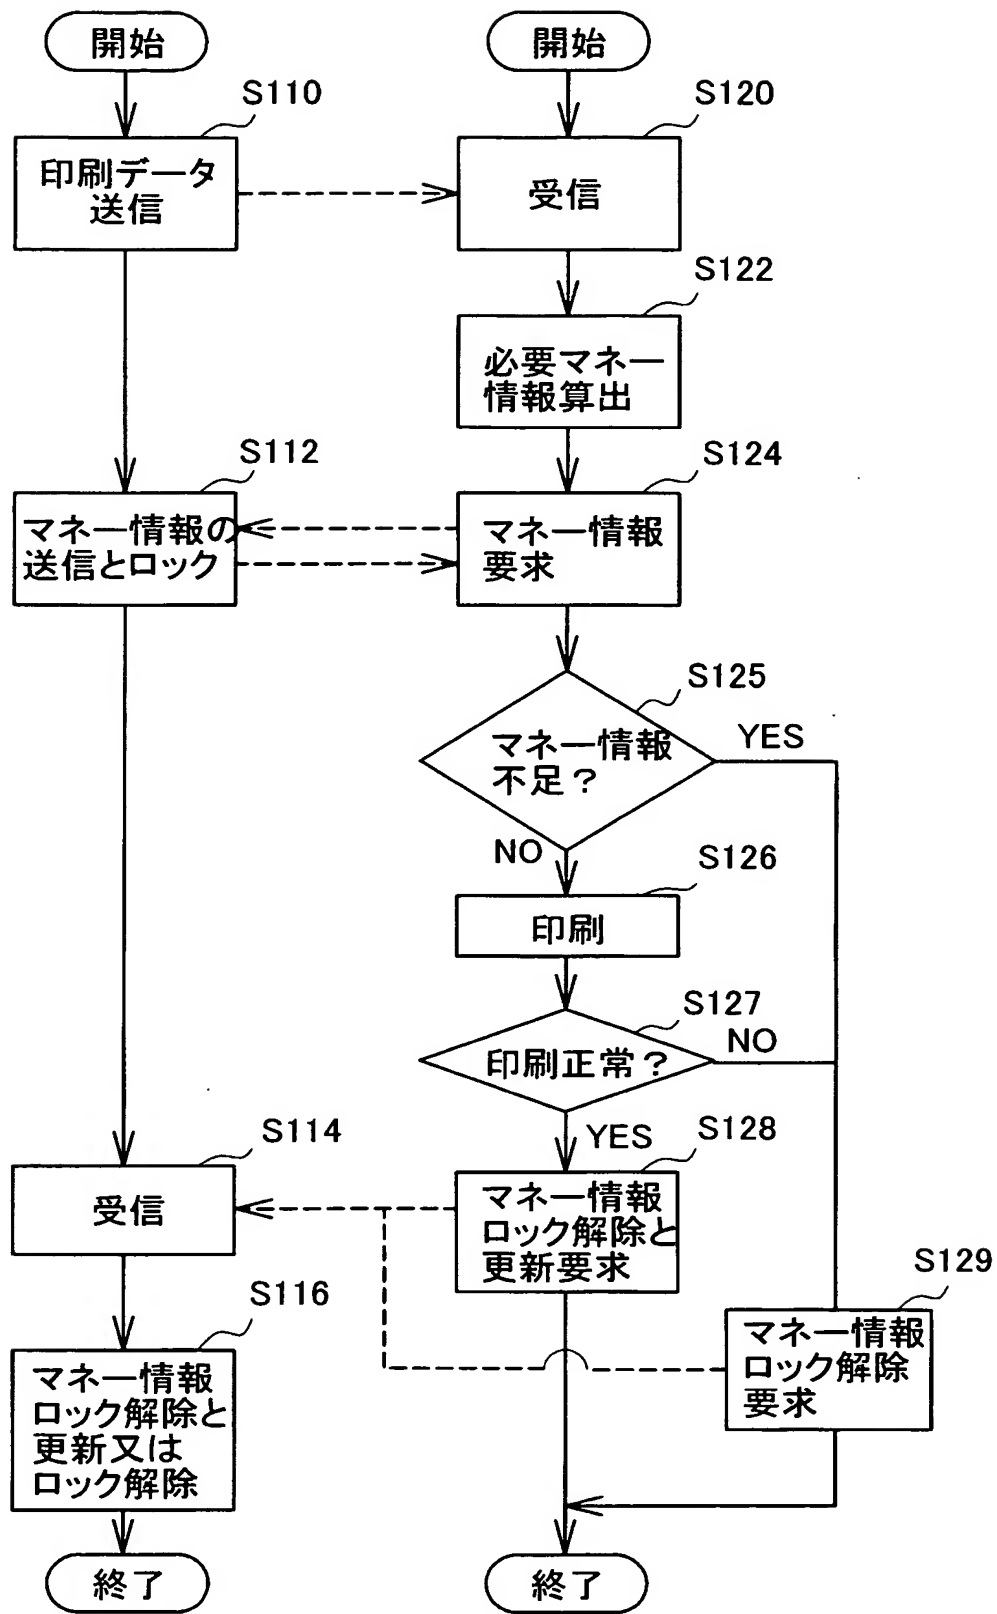 開始
開始
S110
S120
印刷データ
送信
受信
S122
必要マネー
情報算出
S112
S124
マネー情報の
送信とロック
マネー情報
要求
S125
マネー情報
不足？
YES
NO
S126
印刷
S127
印刷正常？
NO
YES
S114
S128
受信
マネー情報
ロック解除と
更新要求
S116
S129
マネー情報
ロック解除と
更新又は
ロック解除
マネー情報
ロック解除
要求
終了
終了